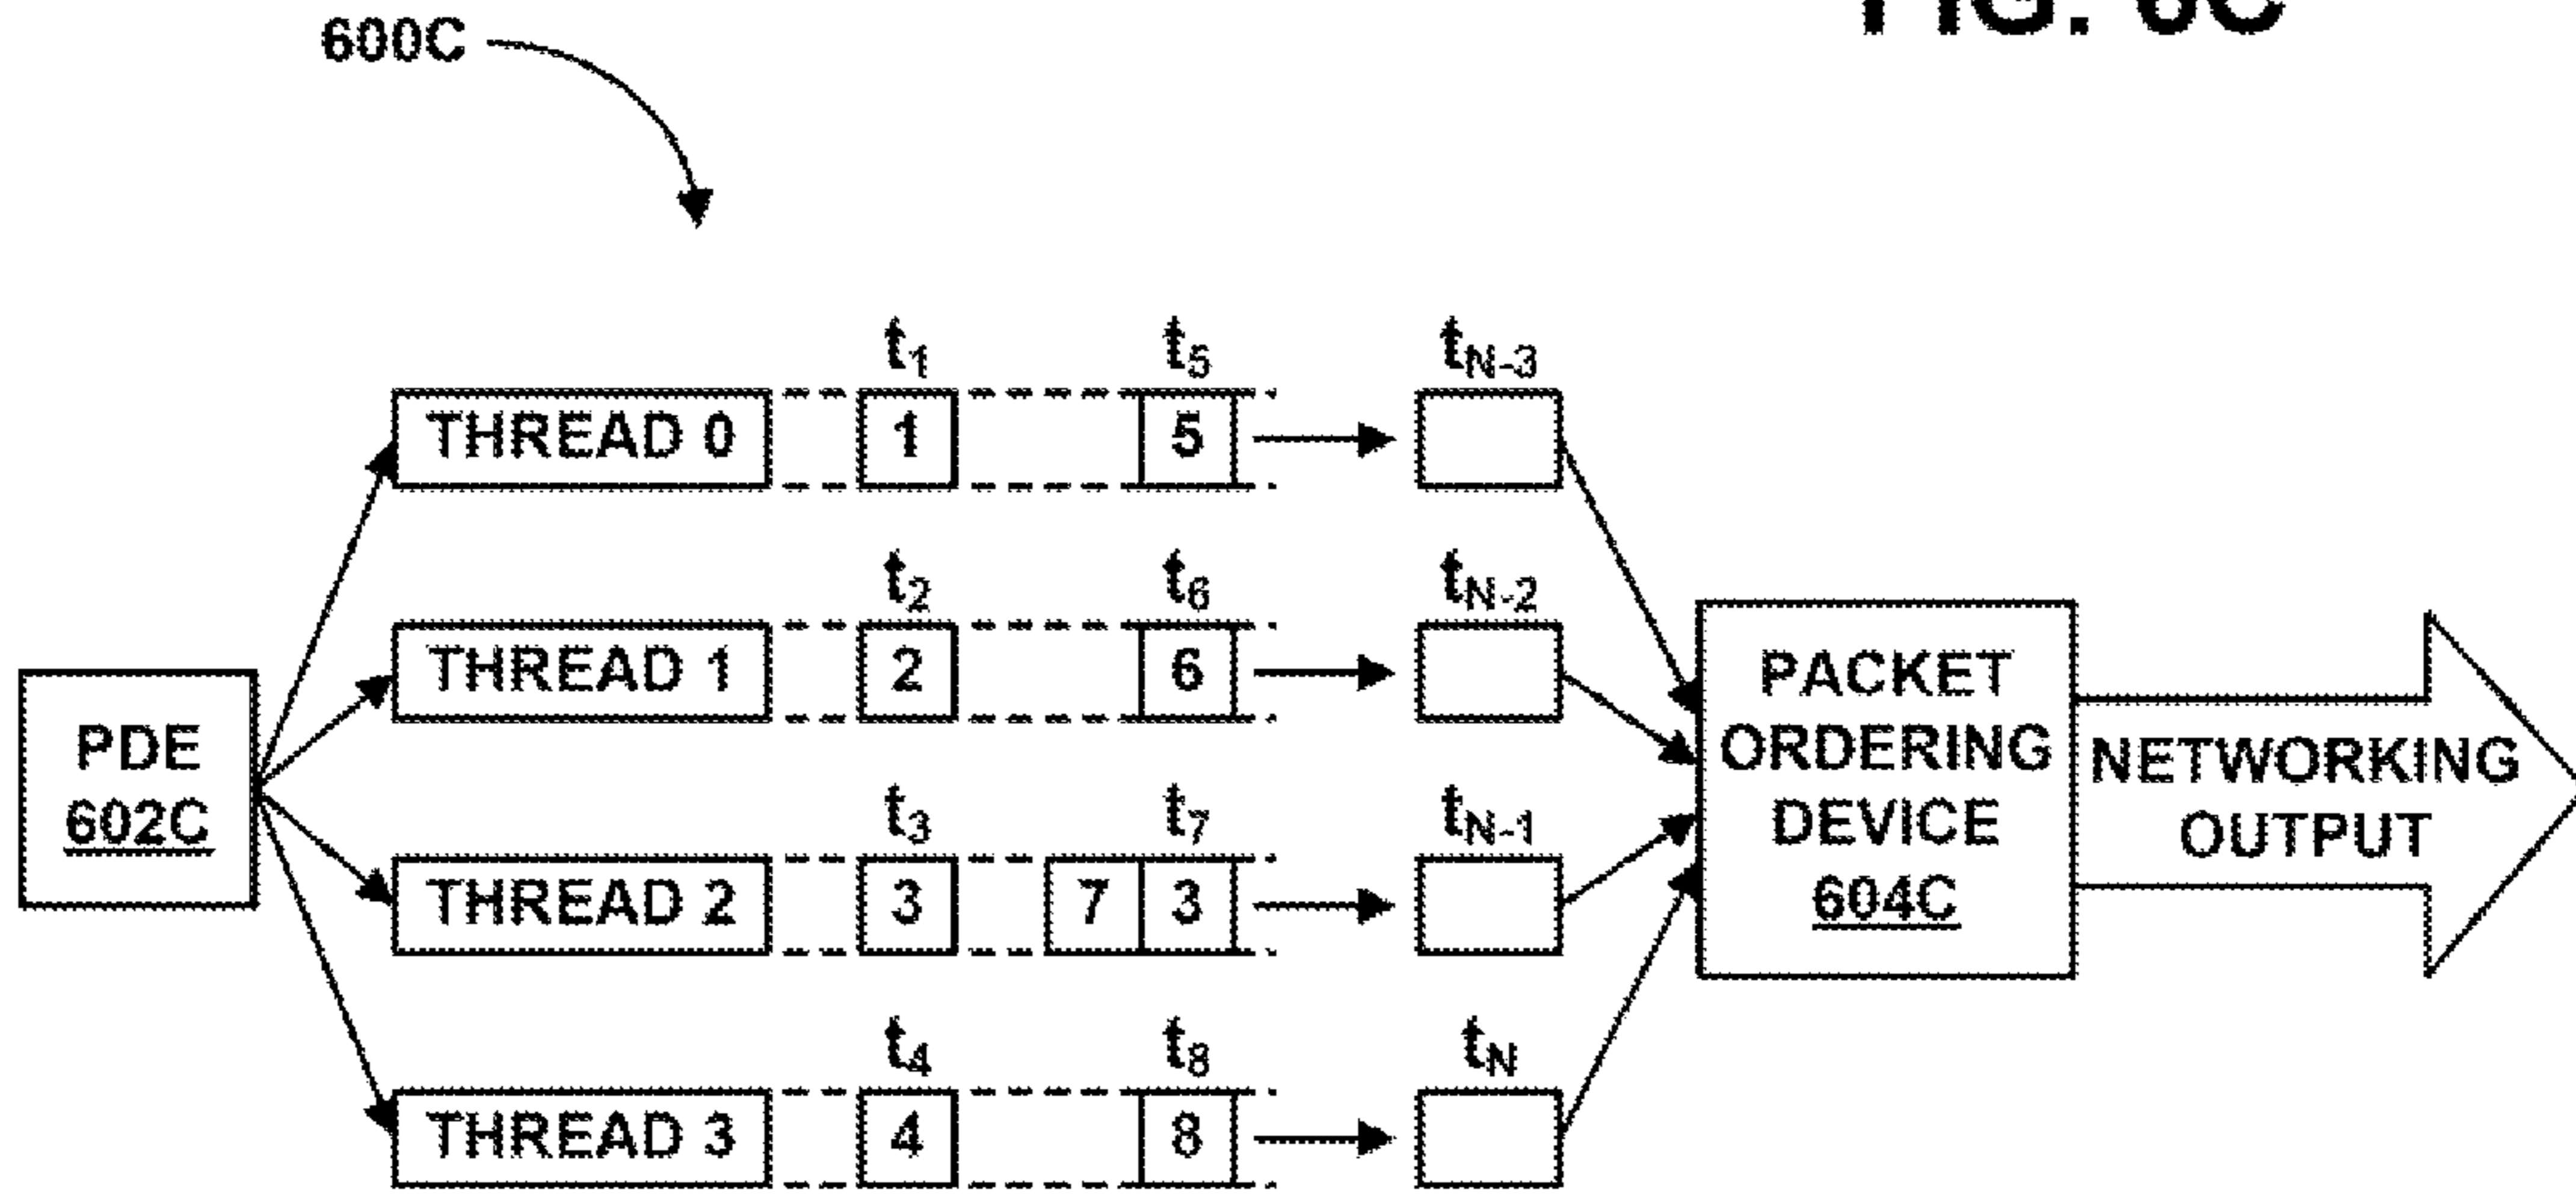 FIG. 6C
600C
t1 t5 tN-3
THREAD 0 1 5
t2 t6 tN-2
THREAD 1 2 6
PDE
602C
t3 t7 tN-1
THREAD 2 7 3
3
t4 t8 tN
THREAD 3 4 8
PACKET
ORDERING
DEVICE
604C
NETWORKING
OUTPUT